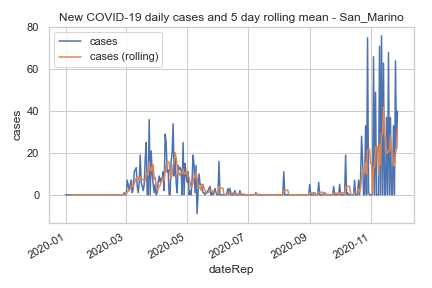 New COVID-19 daily cases and 5 day rolling mean - San_Marino
cases
cases (rolling)
80
60
40
20
0
cases
2020-01
2020-03
2020-05
2020-07
2020-09
2020-11
dateRep